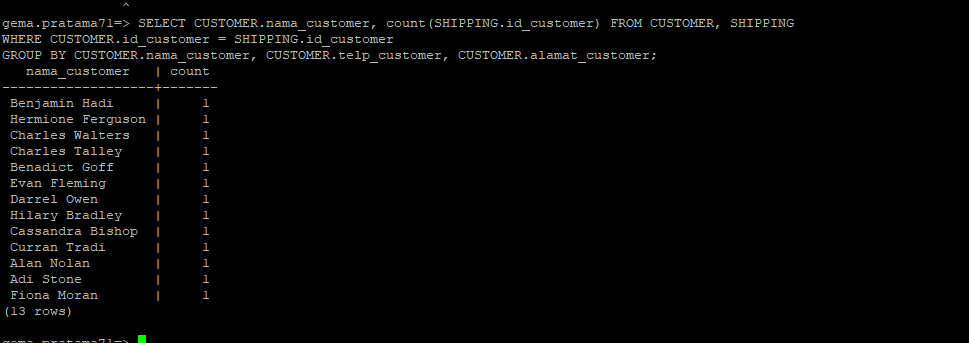 ^
gema.pratama71=> SELECT CUSTOMER.nama_customer, count(SHIPPING.id_customer) FROM CUSTOMER, SHIPPING
WHERE CUSTOMER.id_customer = SHIPPING.id_customer
GROUP BY CUSTOMER.nama_customer, CUSTOMER.telp_customer, CUSTOMER.alamat_customer;
nama_customer | count
-------------------+-------
Benjamin Hadi | 1
Hermione Ferguson | 1
Charles Walters | 1
Charles Talley | 1
Benadict Goff | 1
Evan Fleming | 1
Darrel Owen | 1
Hilary Bradley | 1
Cassandra Bishop | 1
Curran Tradi | 1
Alan Nolan | 1
Adi Stone | 1
Fiona Moran | 1
(13 rows)
gema.pratama71=>